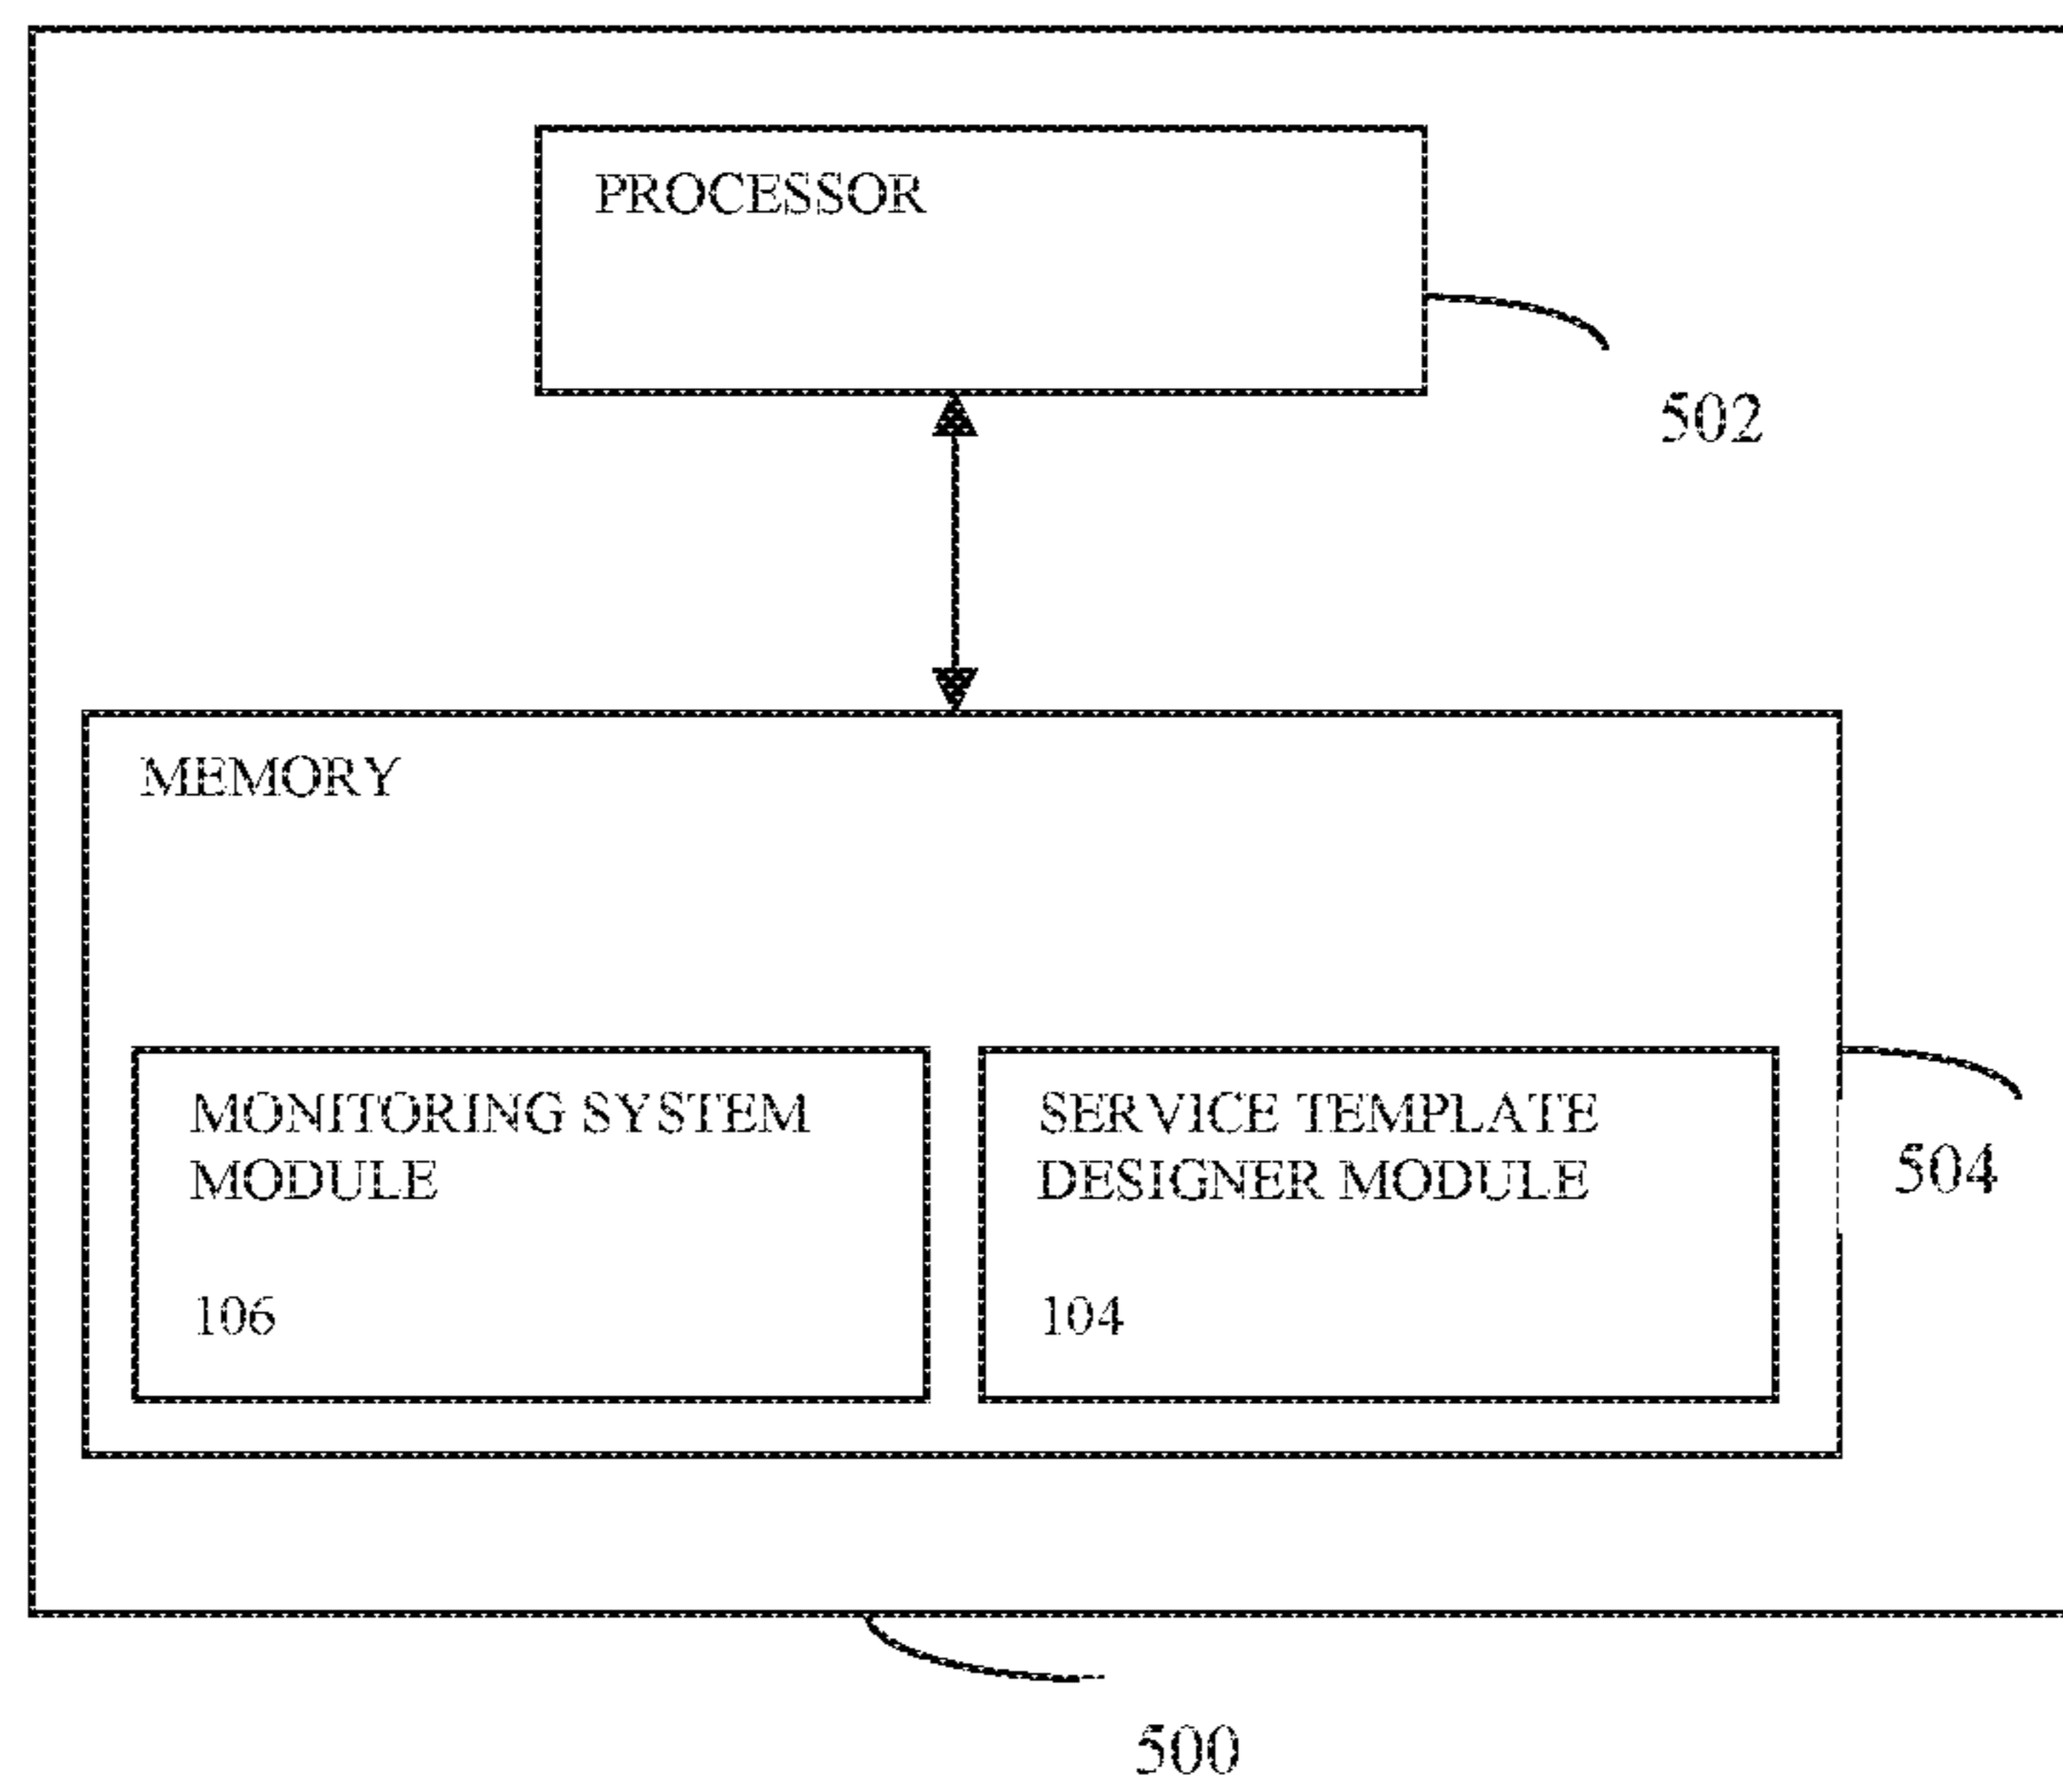 PROCESSOR
502
MEMORY
MONITORING SYSTEM
MODULE
106
SERVICE TEMPLATE
DESIGNER MODULE
104
504
500